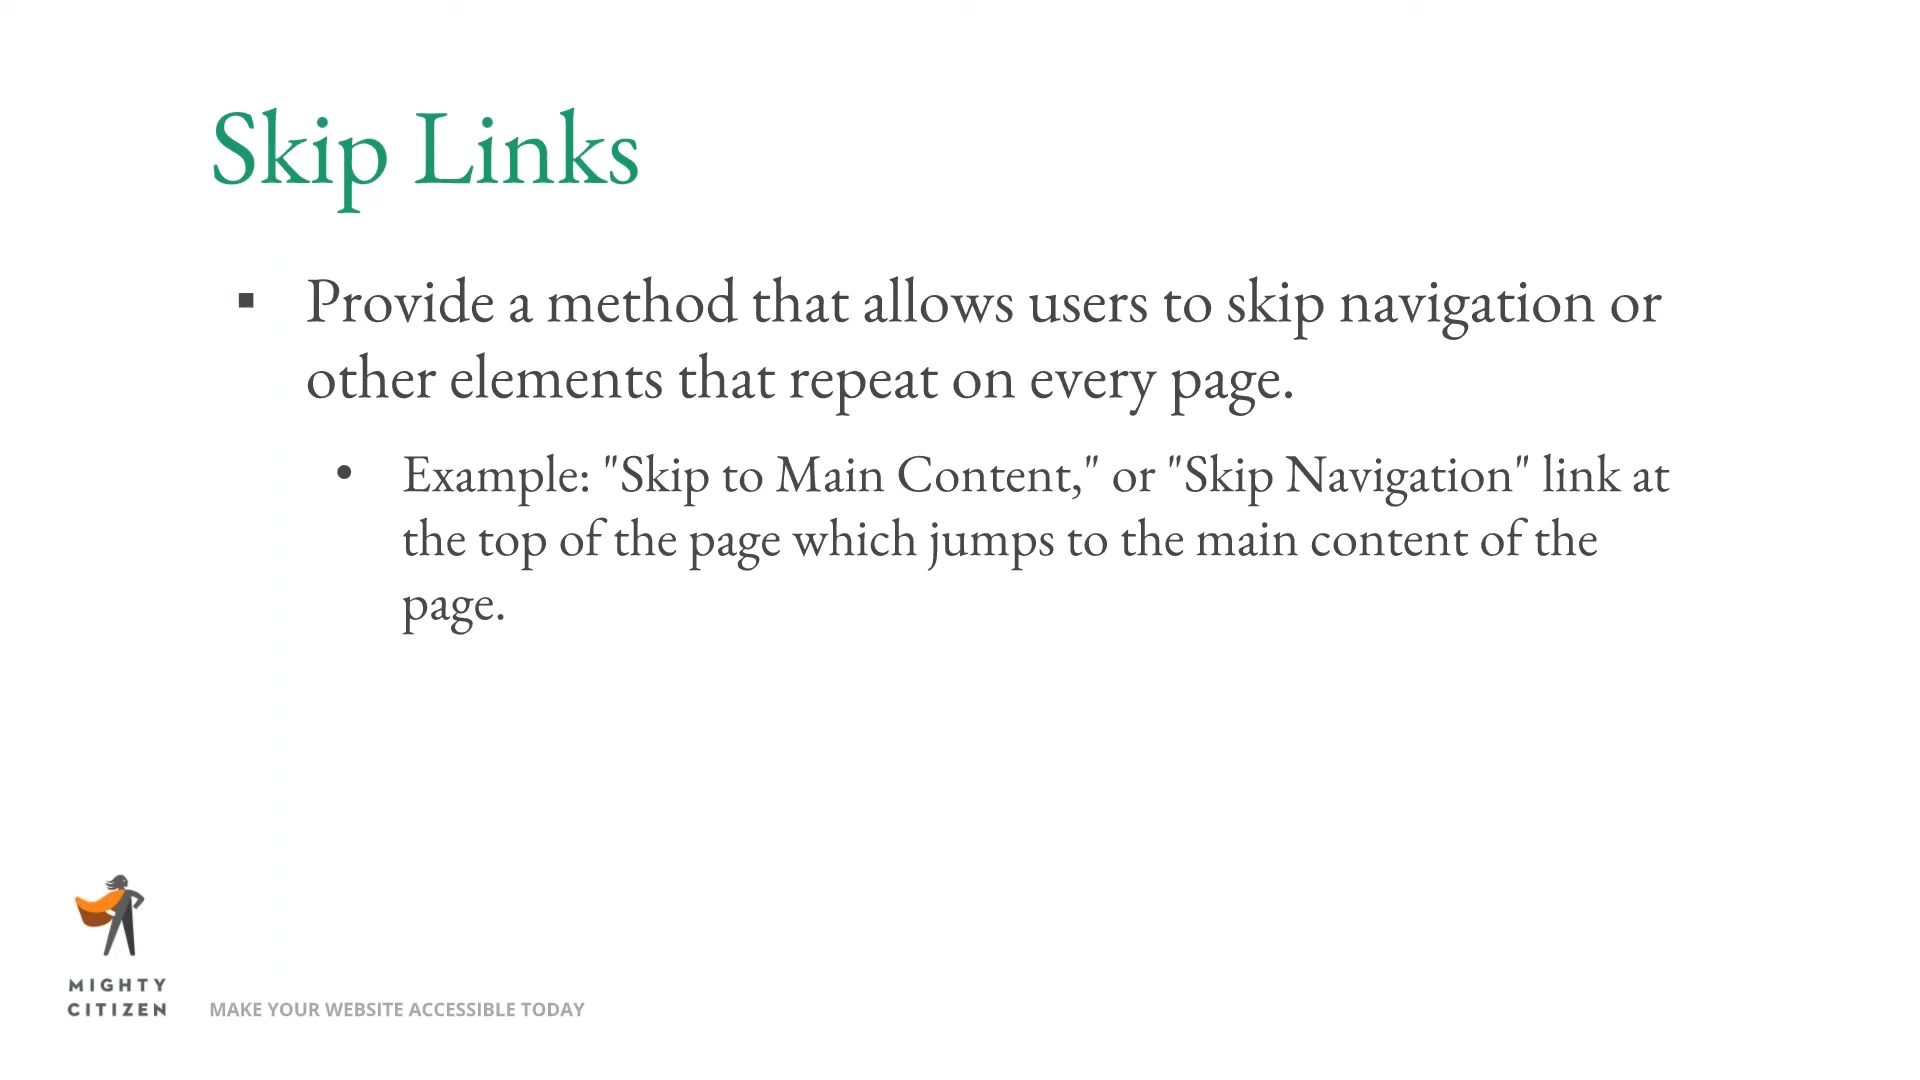 Skip Links
▪ Provide a method that allows users to skip navigation or
other elements that repeat on every page.
• Example: "Skip to Main Content," or "Skip Navigation" link at
the top of the page which jumps to the main content of the
page.
MIGHTY
CITIZEN
MAKE YOUR WEBSITE ACCESSIBLE TODAY